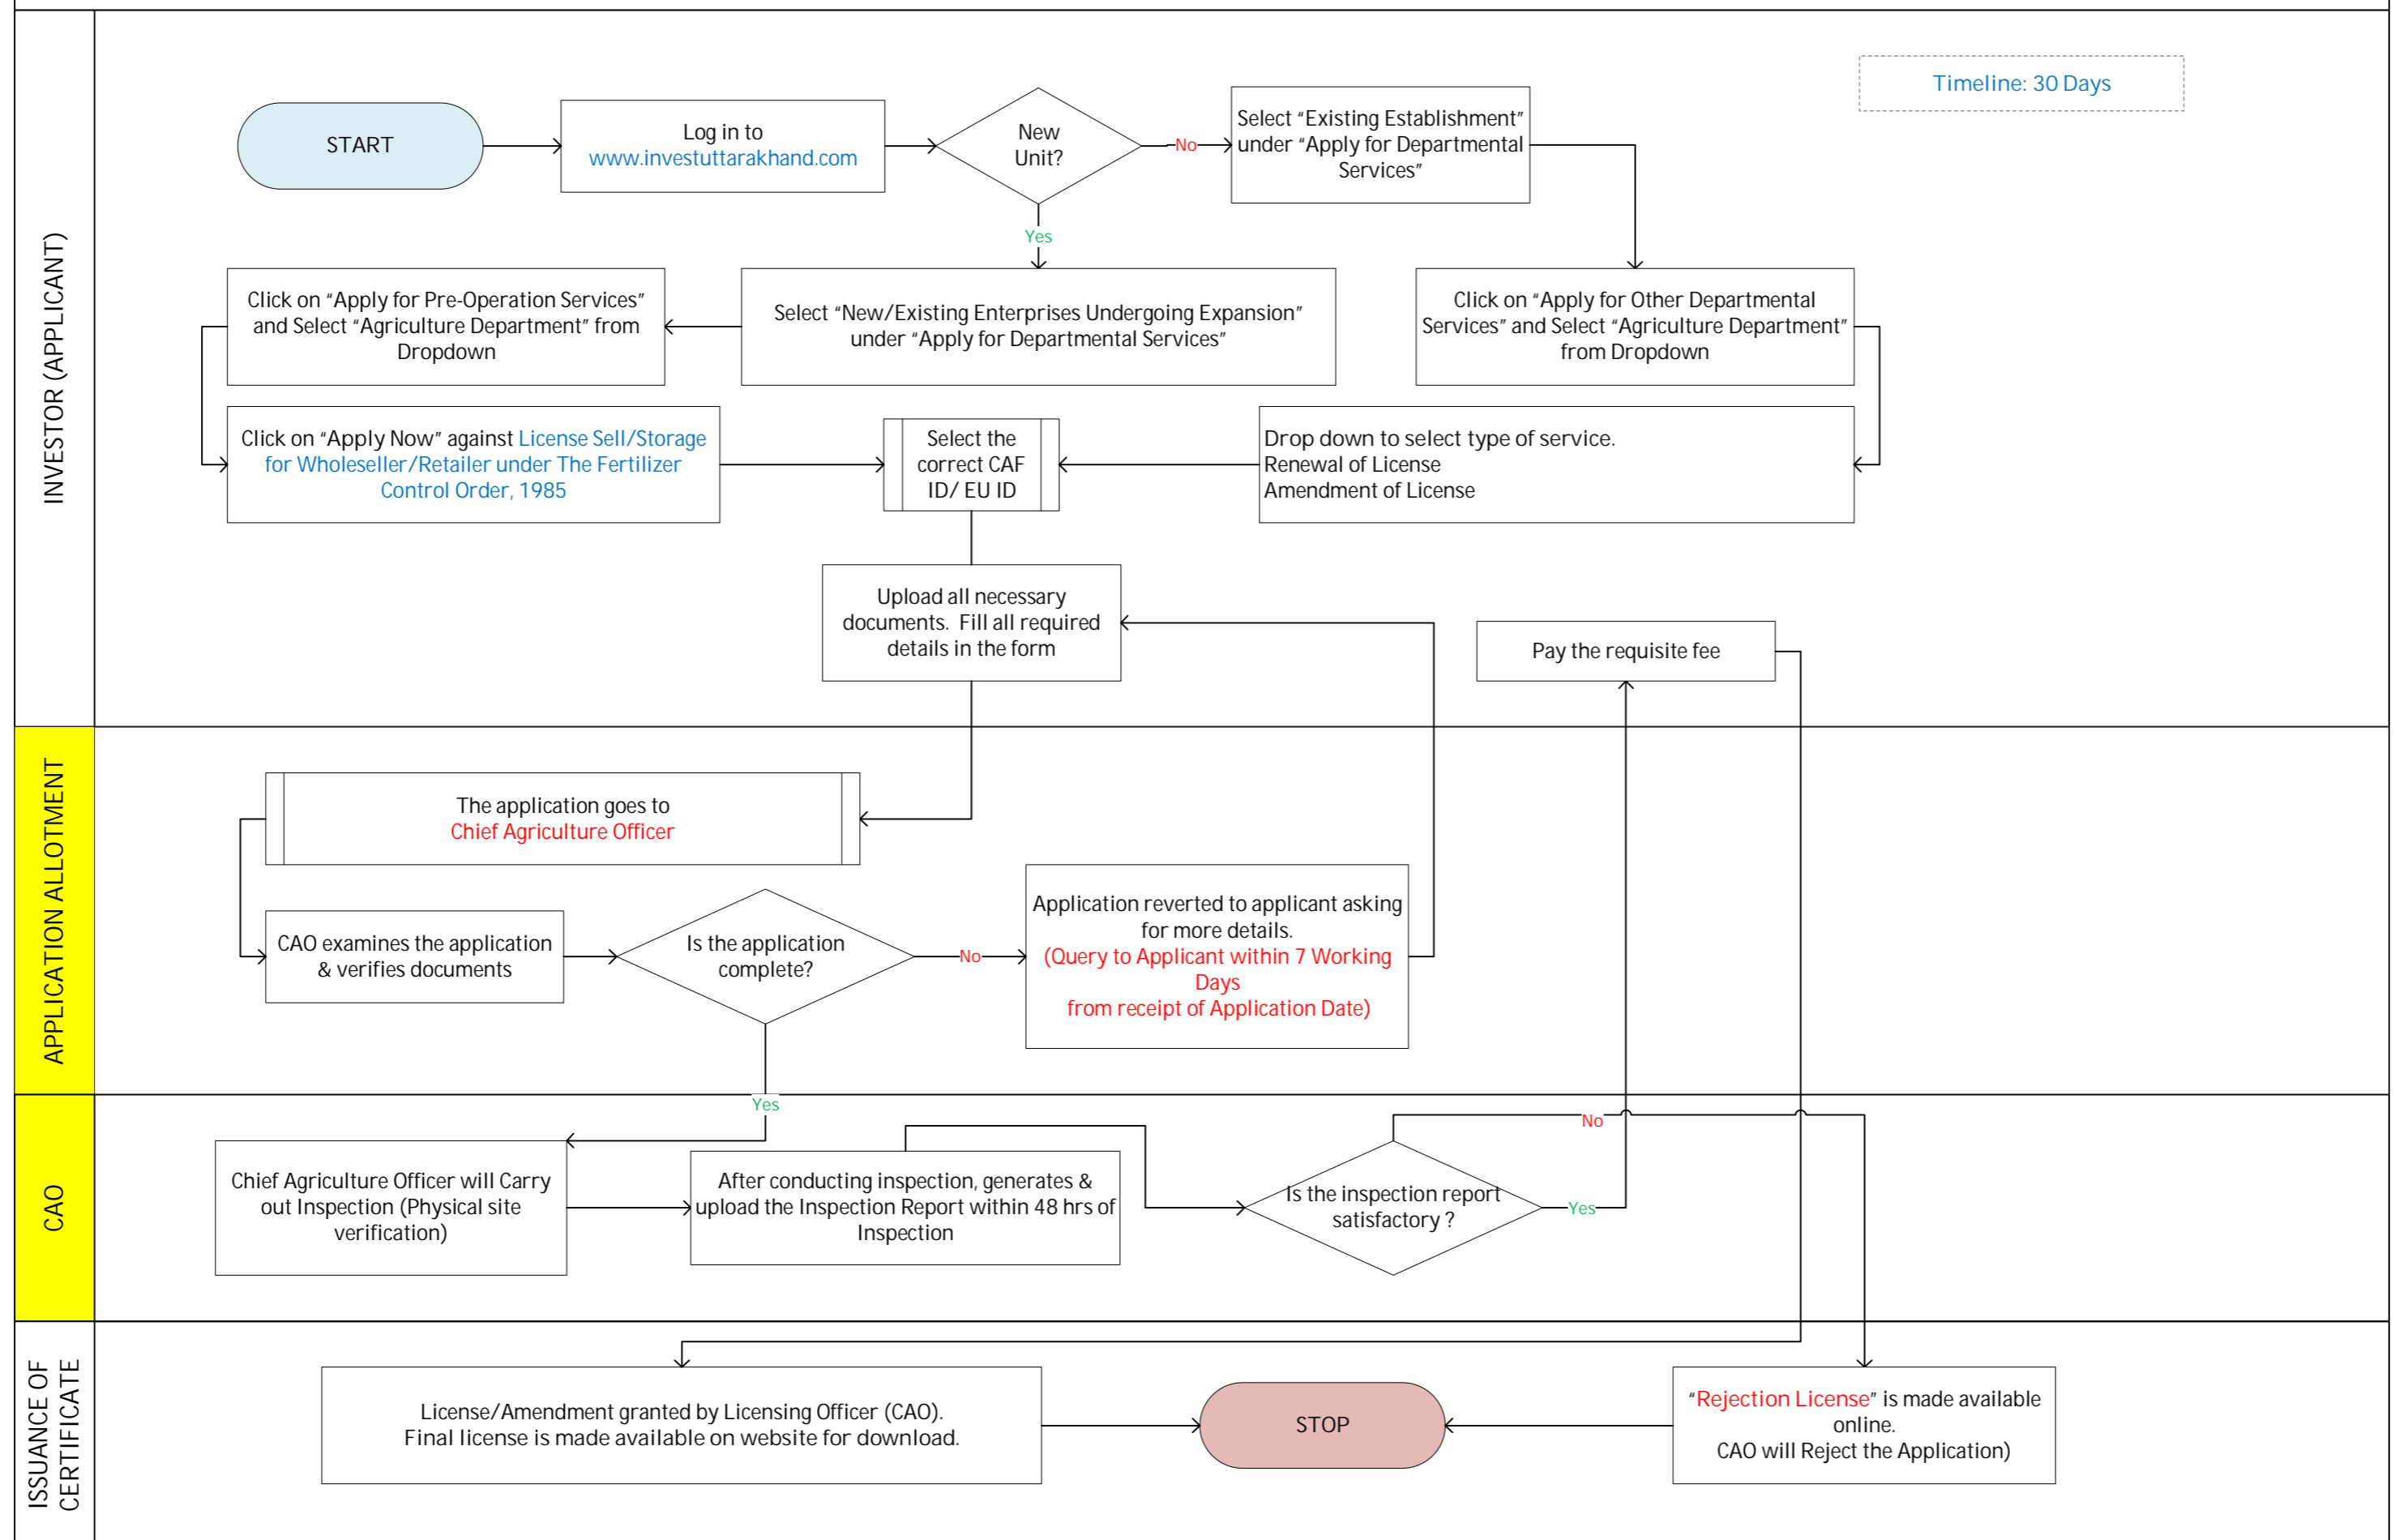 INVESTOR (APPLICANT)
Timeline: 30 Days
START
Log in to
www.investuttarakhand.com
New
Unit?
No
Select “Existing Establishment”
under “Apply for Departmental
Services”
Yes
Click on “Apply for Pre-Operation Services”
and Select “Agriculture Department” from
Dropdown
Select “New/Existing Enterprises Undergoing Expansion”
under “Apply for Departmental Services”
Click on “Apply for Other Departmental
Services” and Select “Agriculture Department”
from Dropdown
Click on “Apply Now” against License Sell/Storage
for Wholeseller/Retailer under The Fertilizer
Control Order, 1985
Select the
correct CAF
ID/ EU ID
Drop down to select type of service.
Renewal of License
Amendment of License
Upload all necessary
documents. Fill all required
details in the form
Pay the requisite fee
APPLICATION ALLOTMENT
The application goes to
Chief Agriculture Officer
CAO examines the application
& verifies documents
Is the application
complete?
No
Application reverted to applicant asking
for more details.
(Query to Applicant within 7 Working
Days
from receipt of Application Date)
Yes
CAO
Chief Agriculture Officer will Carry
out Inspection (Physical site
verification)
After conducting inspection, generates &
upload the Inspection Report within 48 hrs of
Inspection
Is the inspection report
satisfactory ?
No
Yes
ISSUANCE OF
CERTIFICATE
License/Amendment granted by Licensing Officer (CAO).
Final license is made available on website for download.
STOP
“Rejection License” is made available
online.
CAO will Reject the Application)